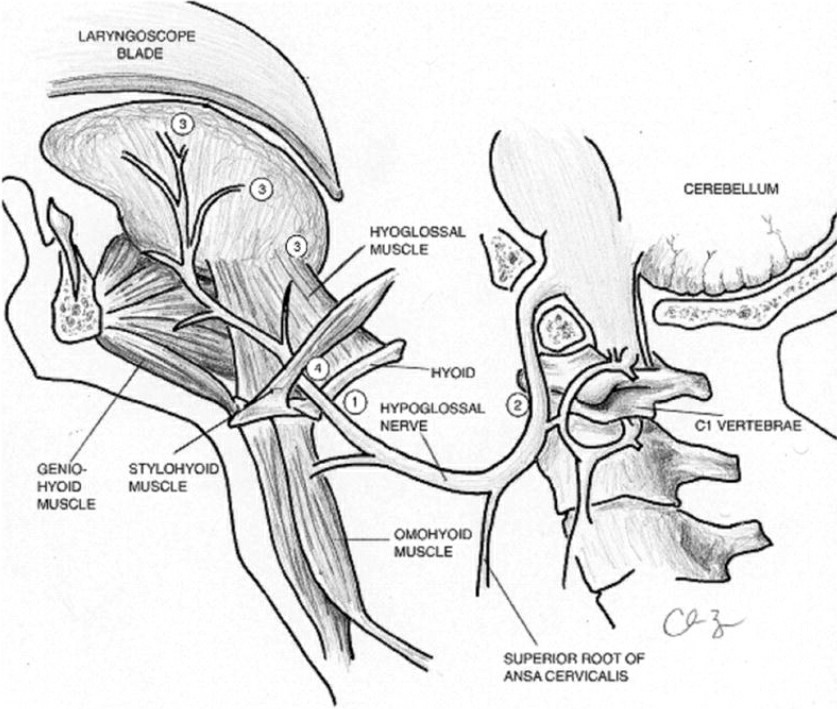 LARYNGOSCOPE
BLADE
3
3
CEREBELLUM
3
HYOGLOSSAL
MUSCLE
4
HYOID
1
HYPOGLOSSAL
NERVE
2
C1 VERTEBRAE
GENIO-
HYOID
MUSCLE
STYLOHYOID
MUSCLE
OMOHYOID
MUSCLE
SUPERIOR ROOT OF
ANSA CERVICALIS